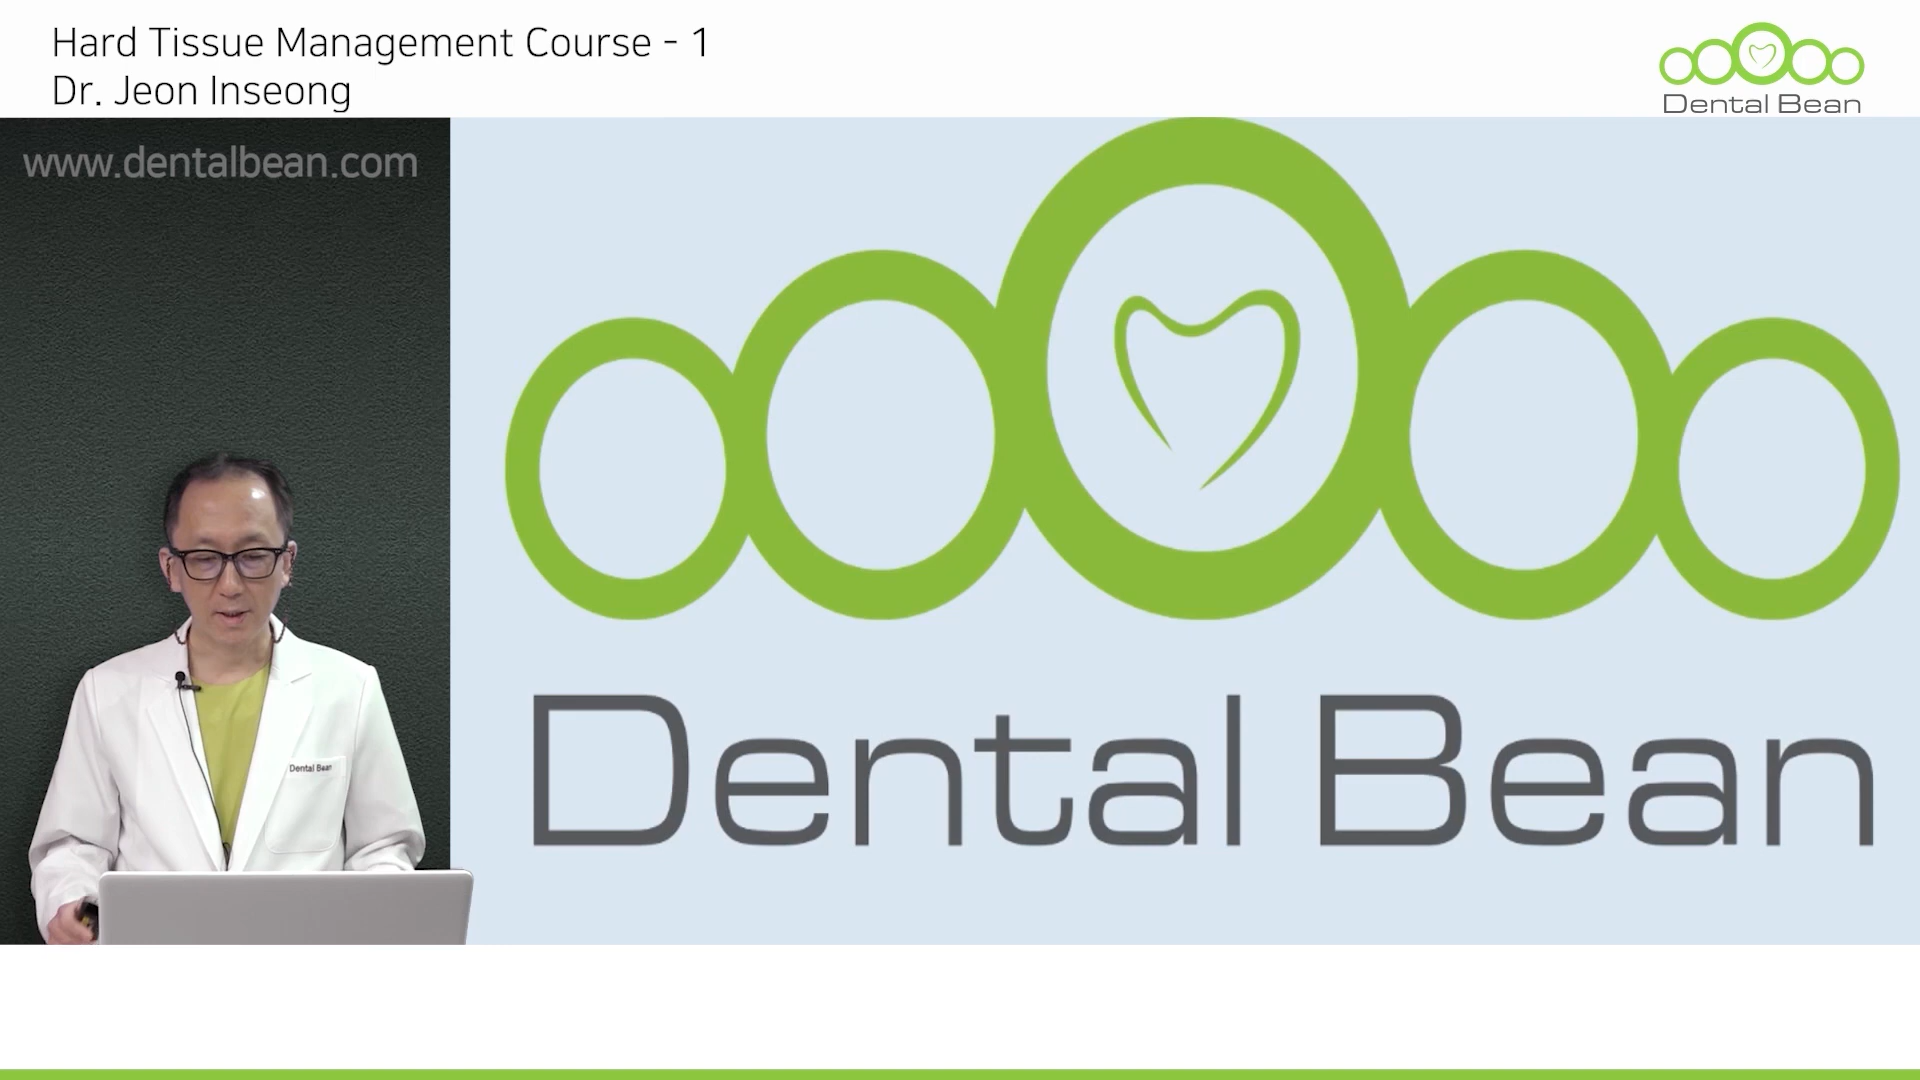 Hard Tissue Management Course - 1
Dr. Jeon Inseong
Dental Bean
www.dentalbean.com
Dental Bean
Dental Bean